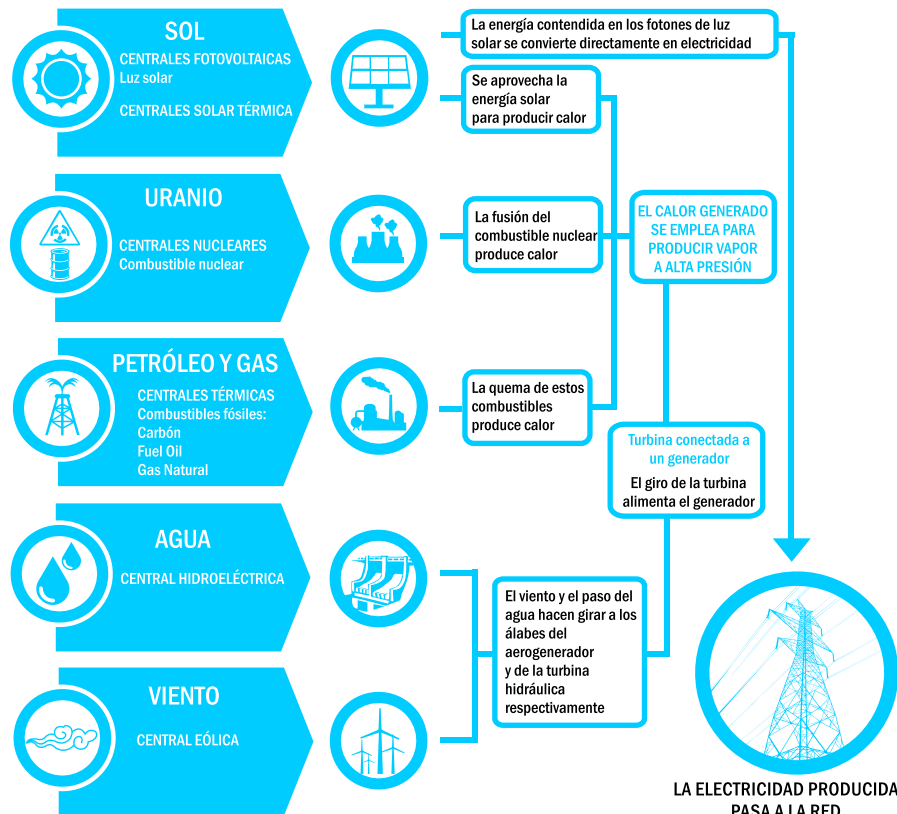 SOL
CENTRALES FOTOVOLTAICAS
Luz solar
CENTRALES SOLAR TÉRMICA
La energía contendida en los fotones de luz
solar se convierte directamente en electricidad
Se aprovecha la
energía solar
para producir calor
URANIO
CENTRALES NUCLEARES
Combustible nuclear
La fusión del
combustible nuclear
produce calor
EL CALOR GENERADO
SE EMPLEA PARA
PRODUCIR VAPOR
A ALTA PRESIÓN
PETRÓLEO Y GAS
CENTRALES TÉRMICAS
Combustibles fósiles:
Carbón
Fuel Oil
Gas Natural
La quema de estos
combustibles
produce calor
Turbina conectada a
un generador
El giro de la turbina
alimenta el generador
AGUA
CENTRAL HIDROELÉCTRICA
El viento y el paso del
agua hacen girar a los
álabes del
aerogenerador
y de la turbina
hidráulica
respectivamente
VIENTO
CENTRAL EÓLICA
LA ELECTRICIDAD PRODUCIDA
PASA A LA RED